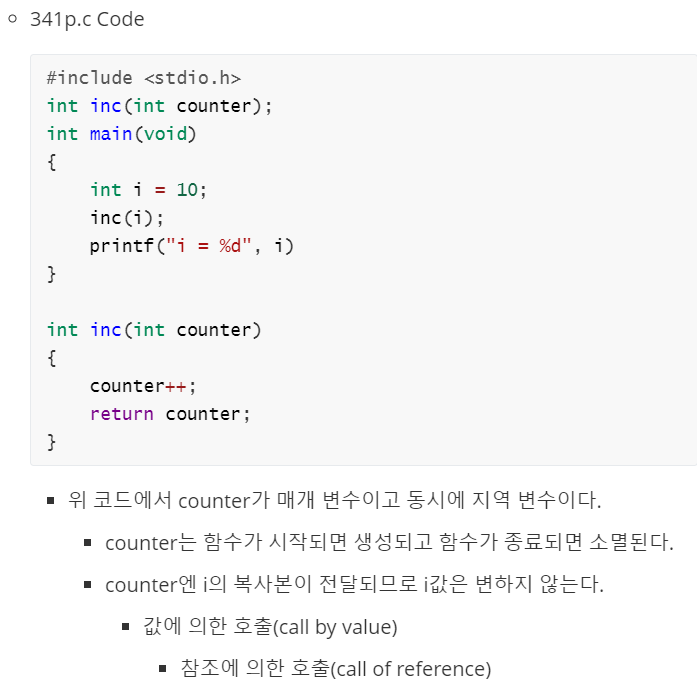 341p.c Code
#include <stdio.h>
int inc(int counter);
int main(void)
{
    int i = 10;
    inc(i);
    printf("i = %d", i)
}

int inc(int counter)
{
    counter++;
    return counter;
}
위 코드에서 counter가 매개 변수이고 동시에 지역 변수이다.
counter는 함수가 시작되면 생성되고 함수가 종료되면 소멸된다.
counter엔 i의 복사본이 전달되므로 i값은 변하지 않는다.
값에 의한 호출(call by value)
참조에 의한 호출(call of reference)